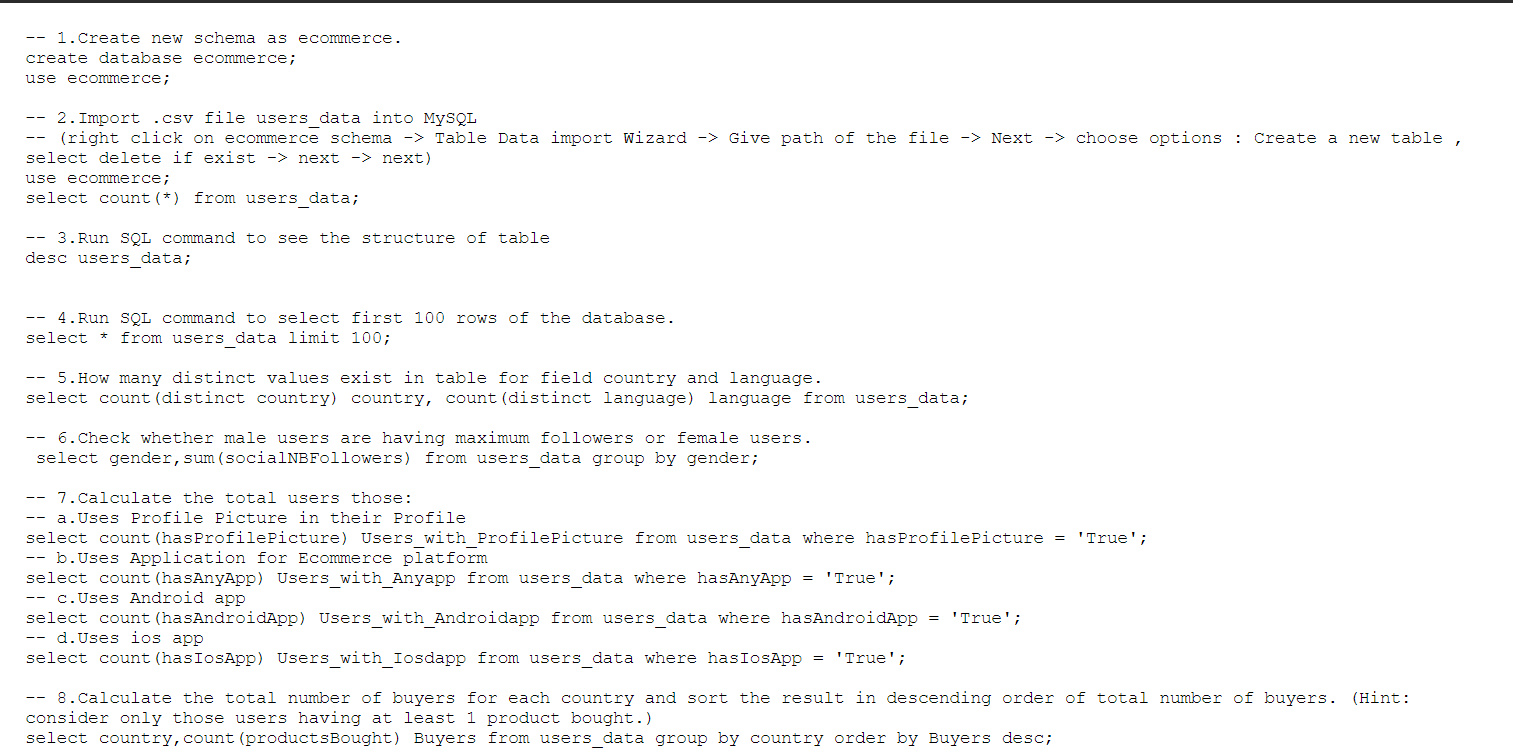 -- 1.Create new schema as ecommerce.
create database ecommerce;
use ecommerce;
-- 2.Import .csv file users_data into MySQL
-- (right click on ecommerce schema -> Table Data import Wizard -> Give path of the file -> Next -> choose options : Create a new table ,
select delete if exist -> next -> next)
use ecommerce;
select count(*) from users_data;
-- 3.Run SQL command to see the structure of table
desc users_data;
-- 4.Run SQL command to select first 100 rows of the database.
select * from users_data limit 100;
-- 5.How many distinct values exist in table for field country and language.
select count(distinct country) country, count(distinct language) language from users_data;
-- 6.Check whether male users are having maximum followers or female users.
select gender,sum(socialNBFollowers) from users_data group by gender;
-- 7.Calculate the total users those:
-- a.Uses Profile Picture in their Profile
select count(hasProfilePicture) Users_with_ProfilePicture from users_data where hasProfilePicture = 'True';
-- b.Uses Application for Ecommerce platform
select count(hasAnyApp) Users_with_Anyapp from users_data where hasAnyApp = 'True';
-- c.Uses Android app
select count(hasAndroidApp) Users_with_Androidapp from users_data where hasAndroidApp = 'True';
-- d.Uses ios app
select count(hasIosApp) Users_with_Iosdapp from users_data where hasIosApp = 'True';
-- 8.Calculate the total number of buyers for each country and sort the result in descending order of total number of buyers. (Hint:
consider only those users having at least 1 product bought.)
select country,count(productsBought) Buyers from users_data group by country order by Buyers desc;